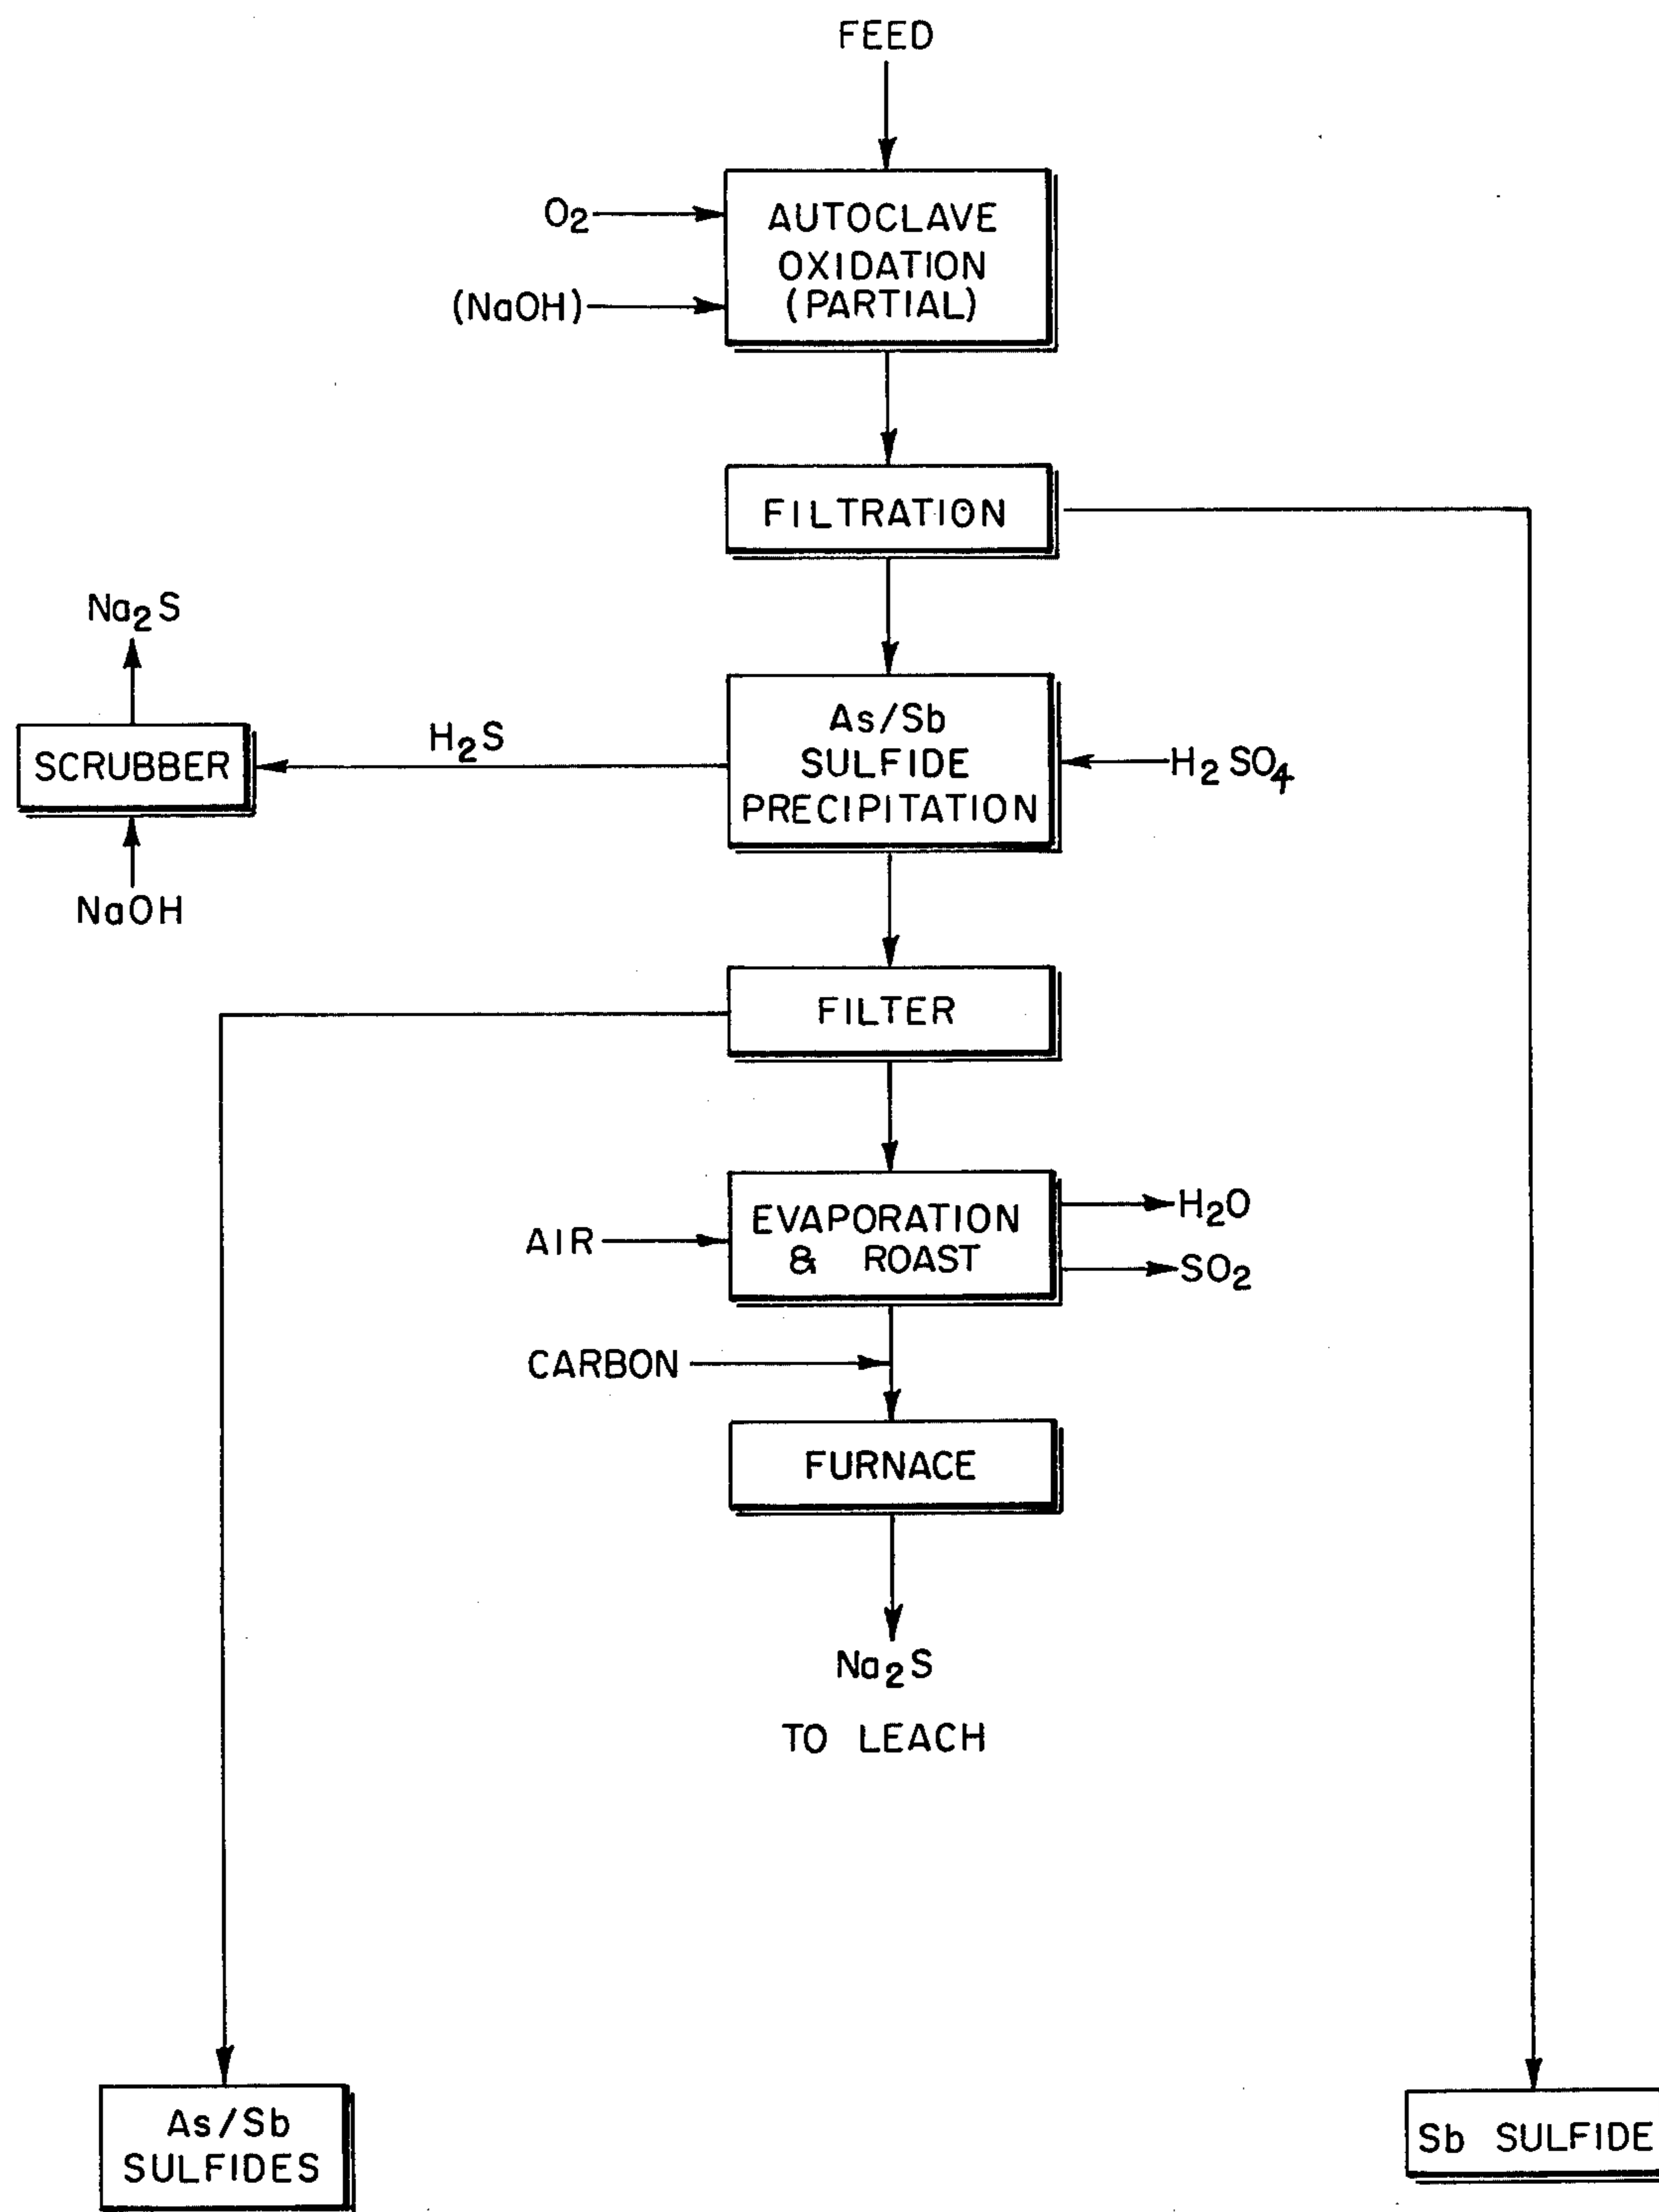 FEED
O₂
AUTOCLAVE
OXIDATION
(PARTIAL)
(NaOH)
FILTRATION
Na₂S
SCRUBBER
NaOH
H₂S
As/Sb
SULFIDE
PRECIPITATION
H₂SO₄
FILTER
AIR
EVAPORATION
& ROAST
H₂O
SO₂
CARBON
FURNACE
Na₂S
TO LEACH
As/Sb
SULFIDES
Sb SULFIDE